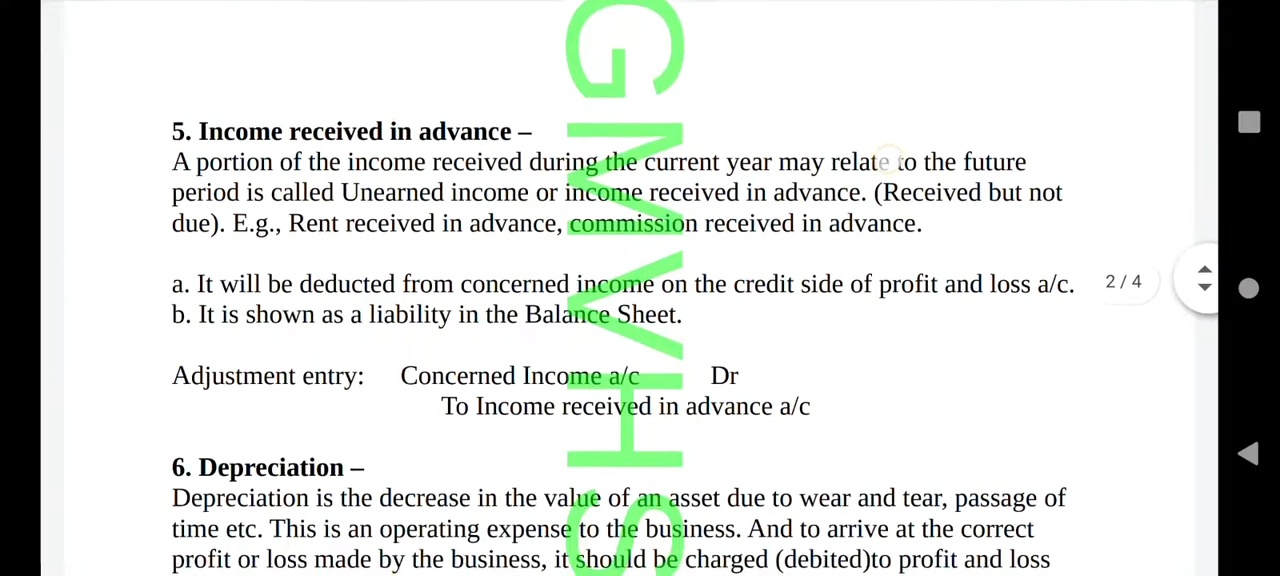 5. Income received in advance –
A portion of the income received during the current year may relate to the future
period is called Unearned income or income received in advance. (Received but not
due). E.g., Rent received in advance, commission received in advance.
a. It will be deducted from concerned income on the credit side of profit and loss a/c.
2 / 4
b. It is shown as a liability in the Balance Sheet.
Adjustment entry: Concerned Income a/c Dr
To Income received in advance a/c
6. Depreciation –
Depreciation is the decrease in the value of an asset due to wear and tear, passage of
time etc. This is an operating expense to the business. And to arrive at the correct
profit or loss made by the business, it should be charged (debited)to profit and loss
GMVHS